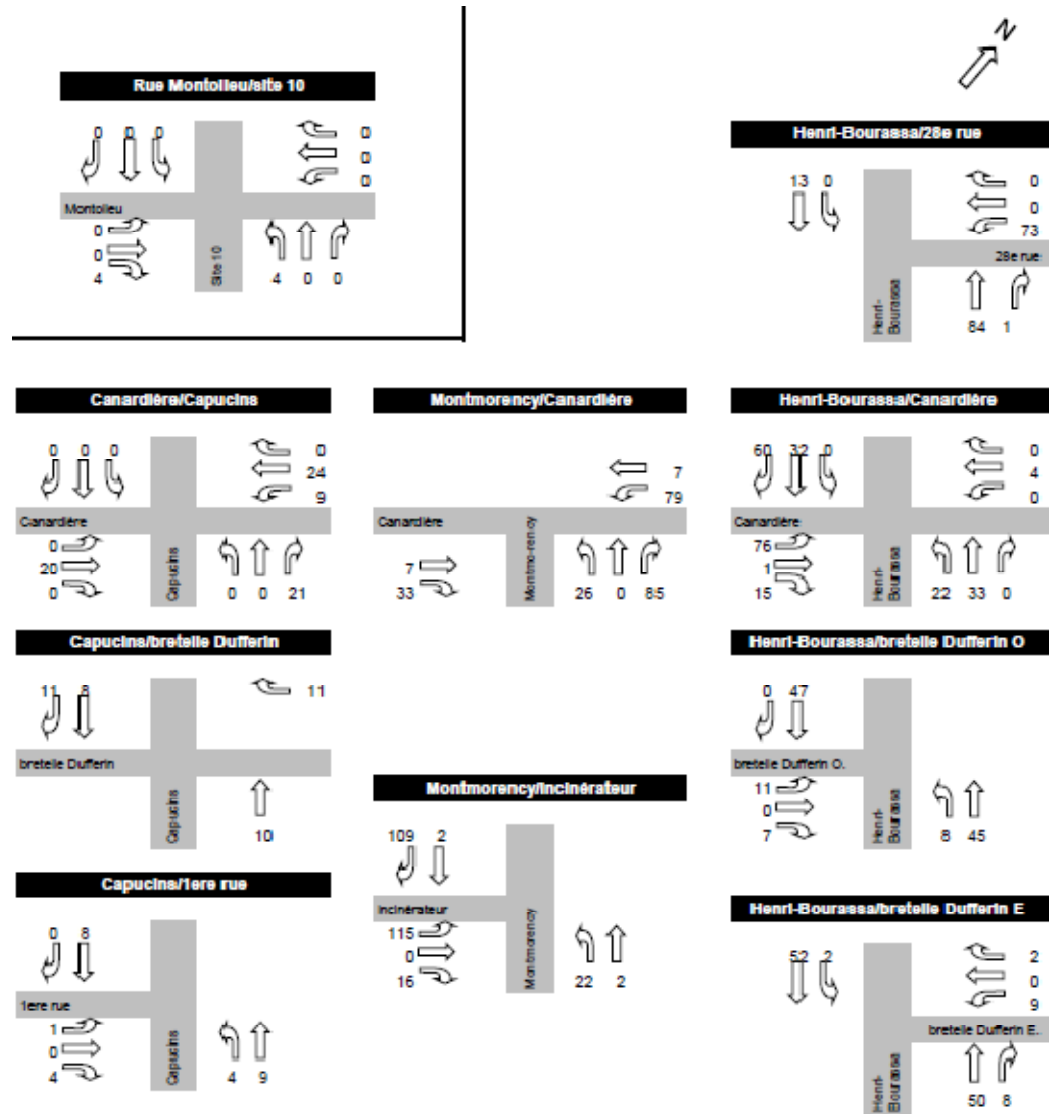 N
Rue Montolieu/site 10
0 0 0
0
0
0
Montolieu
0
0
4
Site 10
4 0 0
Henri-Bourassa/28e rue
13 0
0
0
73
28e rue
Henri-
Bourassa
84 1
Canardière/Capucins
0 0 0
0
24
9
Canardière
0
20
0
Capucins
0 0 21
Montmorency/Canardière
7
79
Canardière
7
33
Montmorency
26 0 85
Henri-Bourassa/Canardière
60 32 0
0
4
0
Canardière
76
1
15
Henri-
Bourassa
22 33 0
Capucins/bretelle Dufferin
11 8
11
bretelle Dufferin
Capucins
10
Henri-Bourassa/bretelle Dufferin O
0 47
bretelle Dufferin O.
11
0
7
Henri-
Bourassa
8 45
Montmorency/Incinérateur
109 2
Incinérateur
115
0
16
Montmorency
22 2
Capucins/1ere rue
0 8
1ere rue
1
0
4
Capucins
4 9
Henri-Bourassa/bretelle Dufferin E
52 2
2
0
9
bretelle Dufferin E.
Henri-
Bourassa
50 8